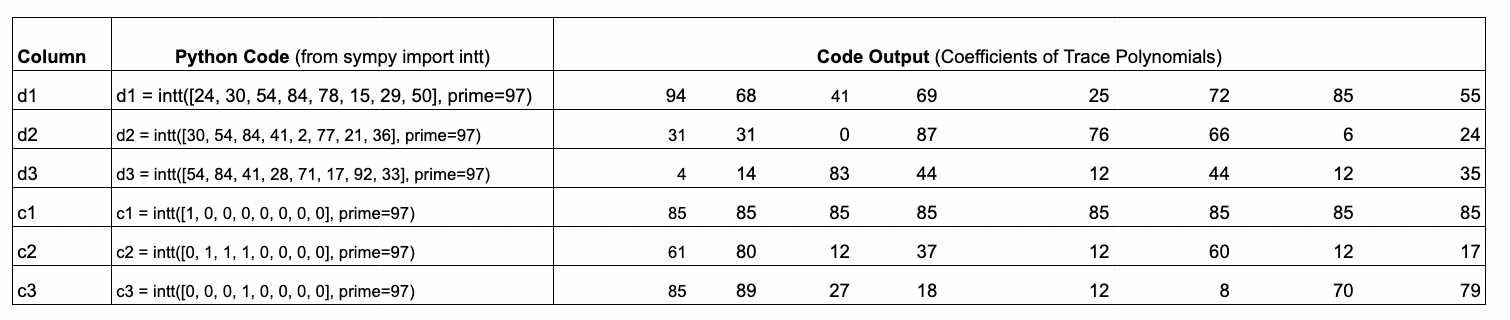 Column Python Code (from sympy import intt) Code Output (Coefficients of Trace Polynomials)
d1 d1 = intt([24, 30, 54, 84, 78, 15, 29, 50], prime=97) 94 68 41 69 25 72 85 55
d2 d2 = intt([30, 54, 84, 41, 2, 77, 21, 36], prime=97) 31 31 0 87 76 66 6 24
d3 d3 = intt([54, 84, 41, 28, 71, 17, 92, 33], prime=97) 4 14 83 44 12 44 12 35
c1 c1 = intt([1, 0, 0, 0, 0, 0, 0, 0], prime=97) 85 85 85 85 85 85 85 85
c2 c2 = intt([0, 1, 1, 1, 0, 0, 0, 0], prime=97) 61 80 12 37 12 60 12 17
c3 c3 = intt([0, 0, 0, 1, 0, 0, 0, 0], prime=97) 85 89 27 18 12 8 70 79